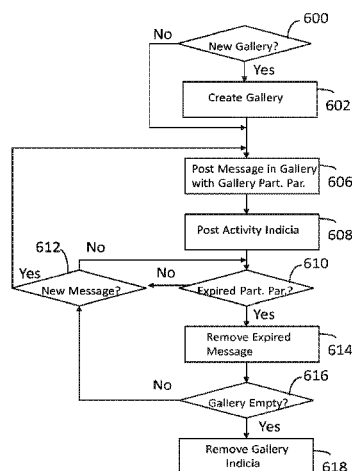 600
New Gallery?
No
Yes
Create Gallery
602
Post Message in Gallery
with Gallery Part. Par.
606
Post Activity Indicia
608
612
No
610
Yes
New Message?
No
Expired Part. Par.?
Yes
Remove Expired
Message
614
No
616
Gallery Empty?
Yes
Remove Gallery
Indicia
618